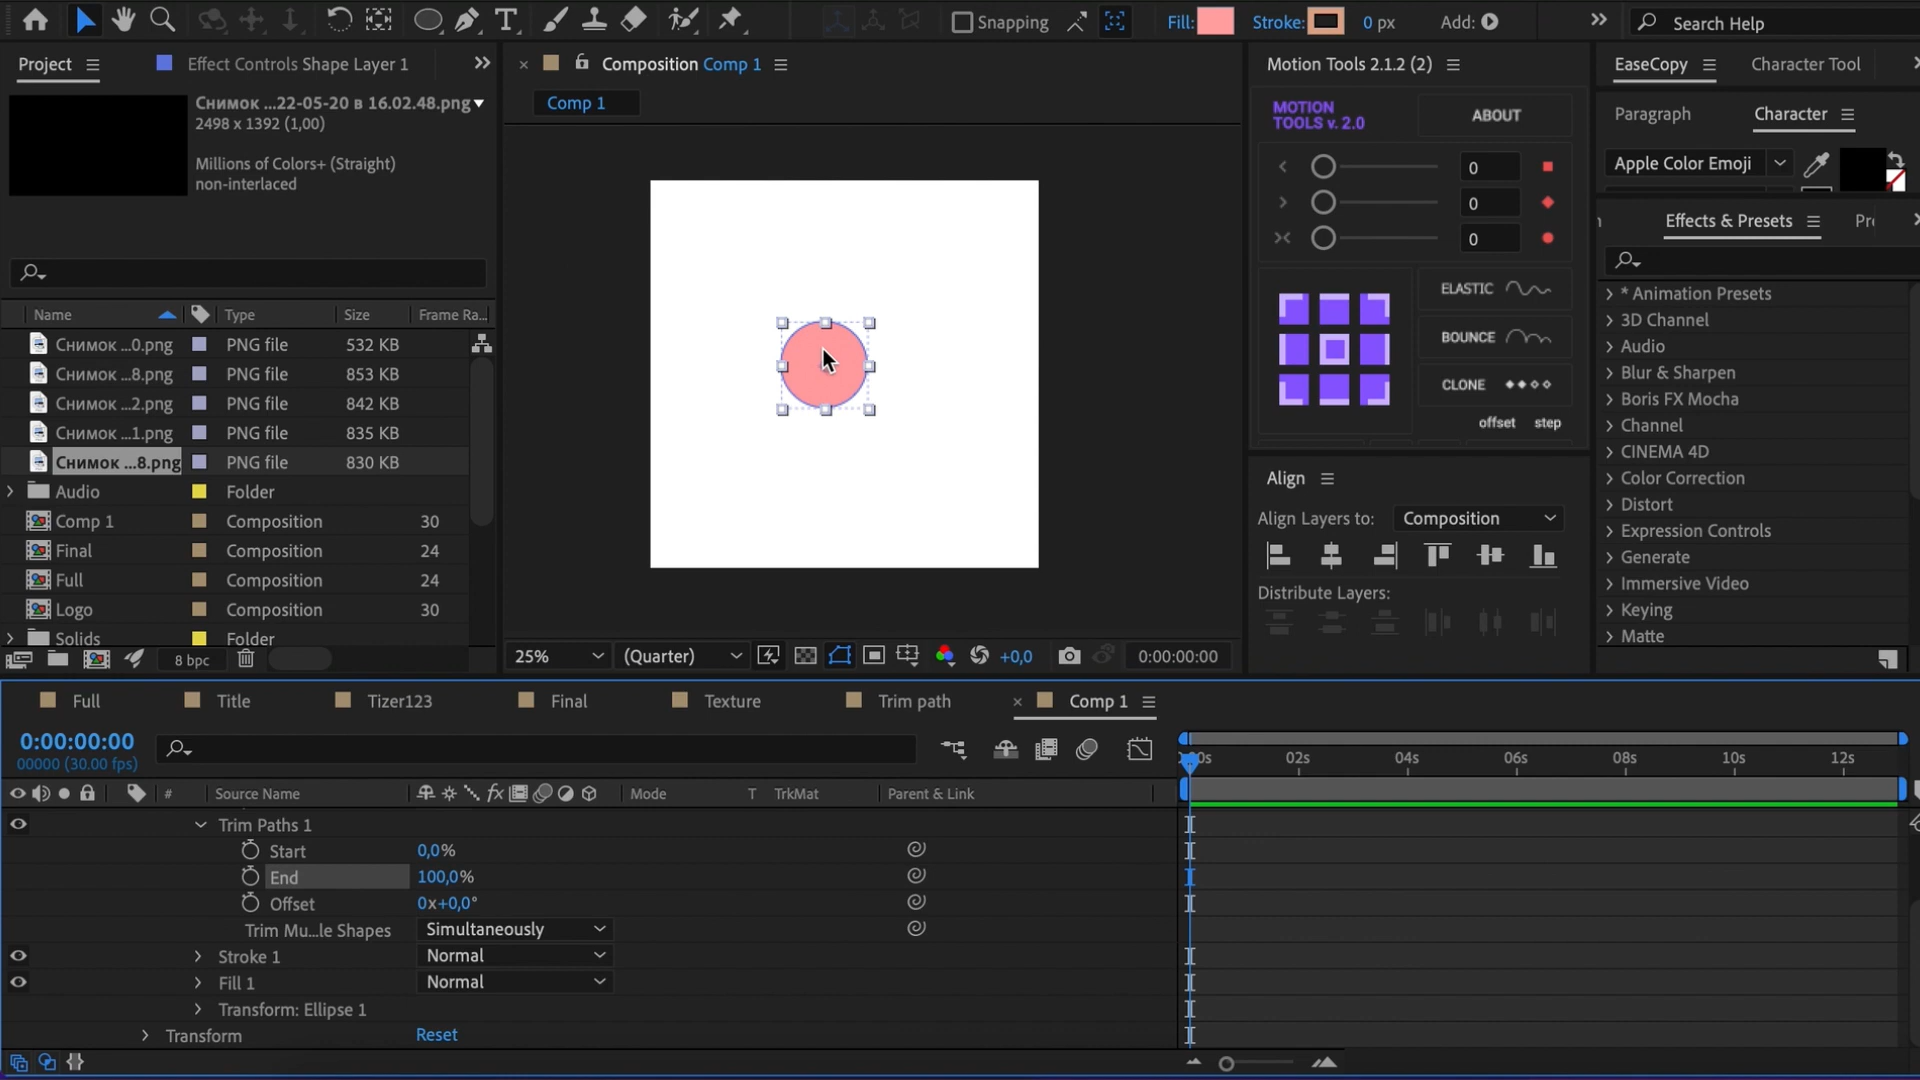 Snapping
Fill:
Stroke:
0 px
Add:
Search Help
Project
Effect Controls Shape Layer 1
Composition Comp 1
Motion Tools 2.1.2 (2)
EaseCopy
Character Tool
Снимок ...22-05-20 в 16.02.48.png
2498 x 1392 (1,00)
Millions of Colors+ (Straight)
non-interlaced
Comp 1
MOTION
TOOLS v. 2.0
ABOUT
0
0
0
ELASTIC
BOUNCE
CLONE
offset
step
Paragraph
Character
Apple Color Emoji
Effects & Presets
* Animation Presets
3D Channel
Audio
Blur & Sharpen
Boris FX Mocha
Channel
CINEMA 4D
Color Correction
Distort
Expression Controls
Generate
Immersive Video
Keying
Matte
Name
Type
Size
Frame Ra...
Снимок ...0.png PNG file 532 KB
Снимок ...8.png PNG file 853 KB
Снимок ...2.png PNG file 842 KB
Снимок ...1.png PNG file 835 KB
Снимок ...8.png PNG file 830 KB
Audio Folder
Comp 1 Composition 30
Final Composition 24
Full Composition 24
Logo Composition 30
Solids Folder
8 bpc
Align
Align Layers to: Composition
Distribute Layers:
25%
(Quarter)
+0,0
0:00:00:00
Full
Title
Tizer123
Final
Texture
Trim path
Comp 1
0:00:00:00
00000 (30.00 fps)
02s
04s
06s
08s
10s
12s
#
Source Name
Mode
T
TrkMat
Parent & Link
Trim Paths 1
Start 0,0%
End 100,0%
Offset 0x+0,0°
Trim Mu...le Shapes Simultaneously
Stroke 1 Normal
Fill 1 Normal
Transform: Ellipse 1
Transform Reset